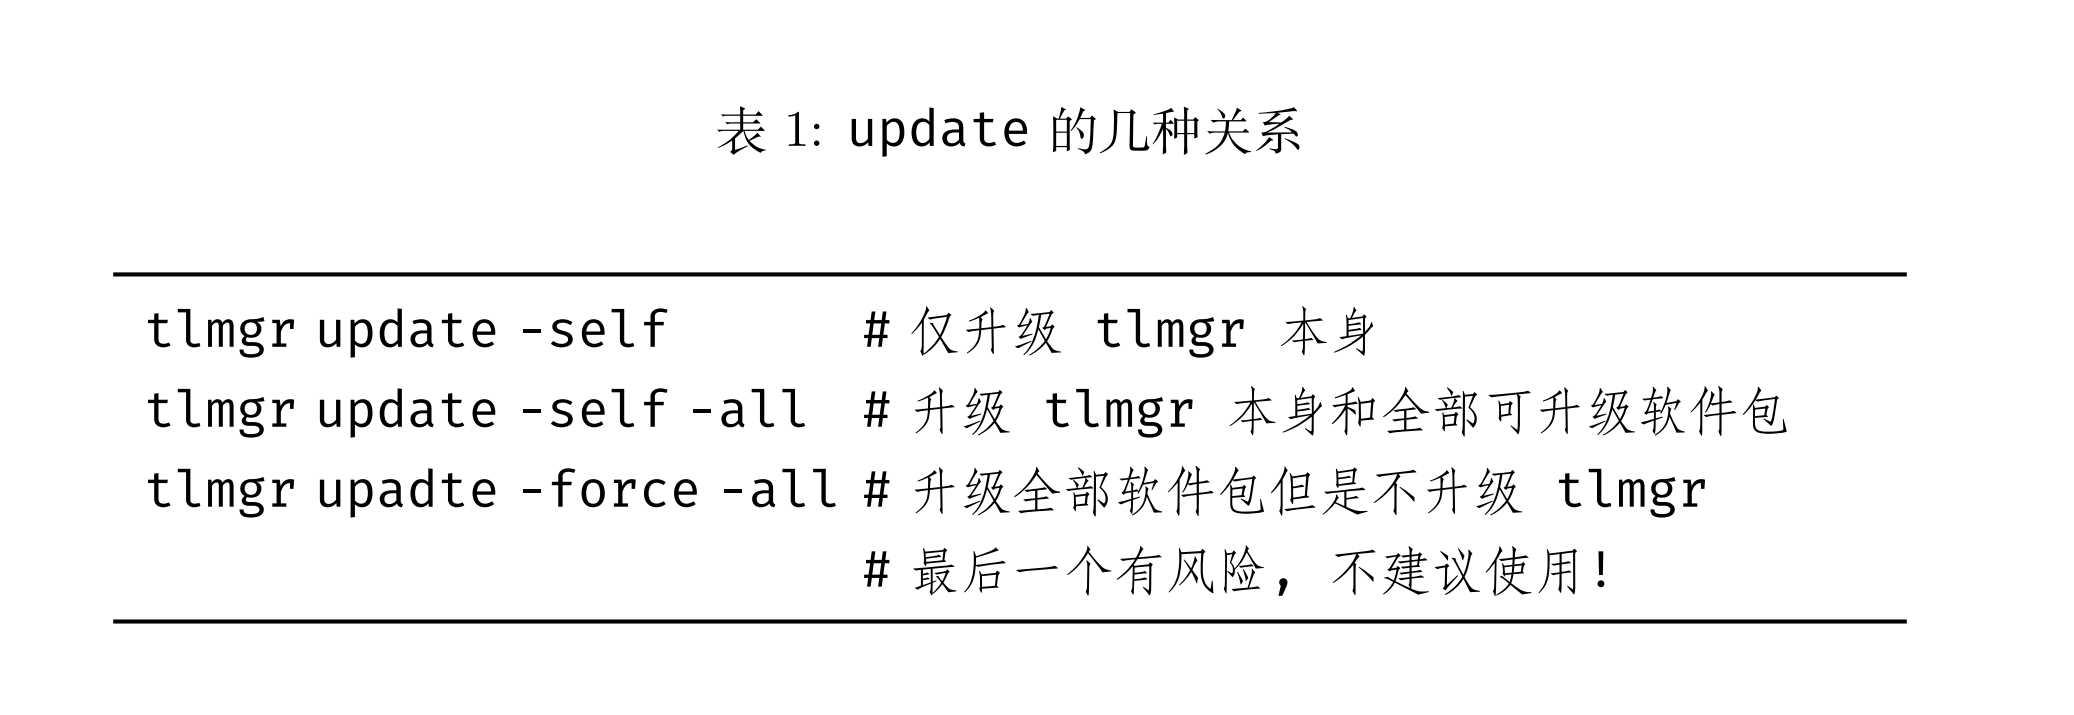 表 1: update 的几种关系
tlmgr update -self # 仅升级 tlmgr 本身
tlmgr update -self -all # 升级 tlmgr 本身和全部可升级软件包
tlmgr upadte -force -all # 升级全部软件包但是不升级 tlmgr
# 最后一个有风险，不建议使用!